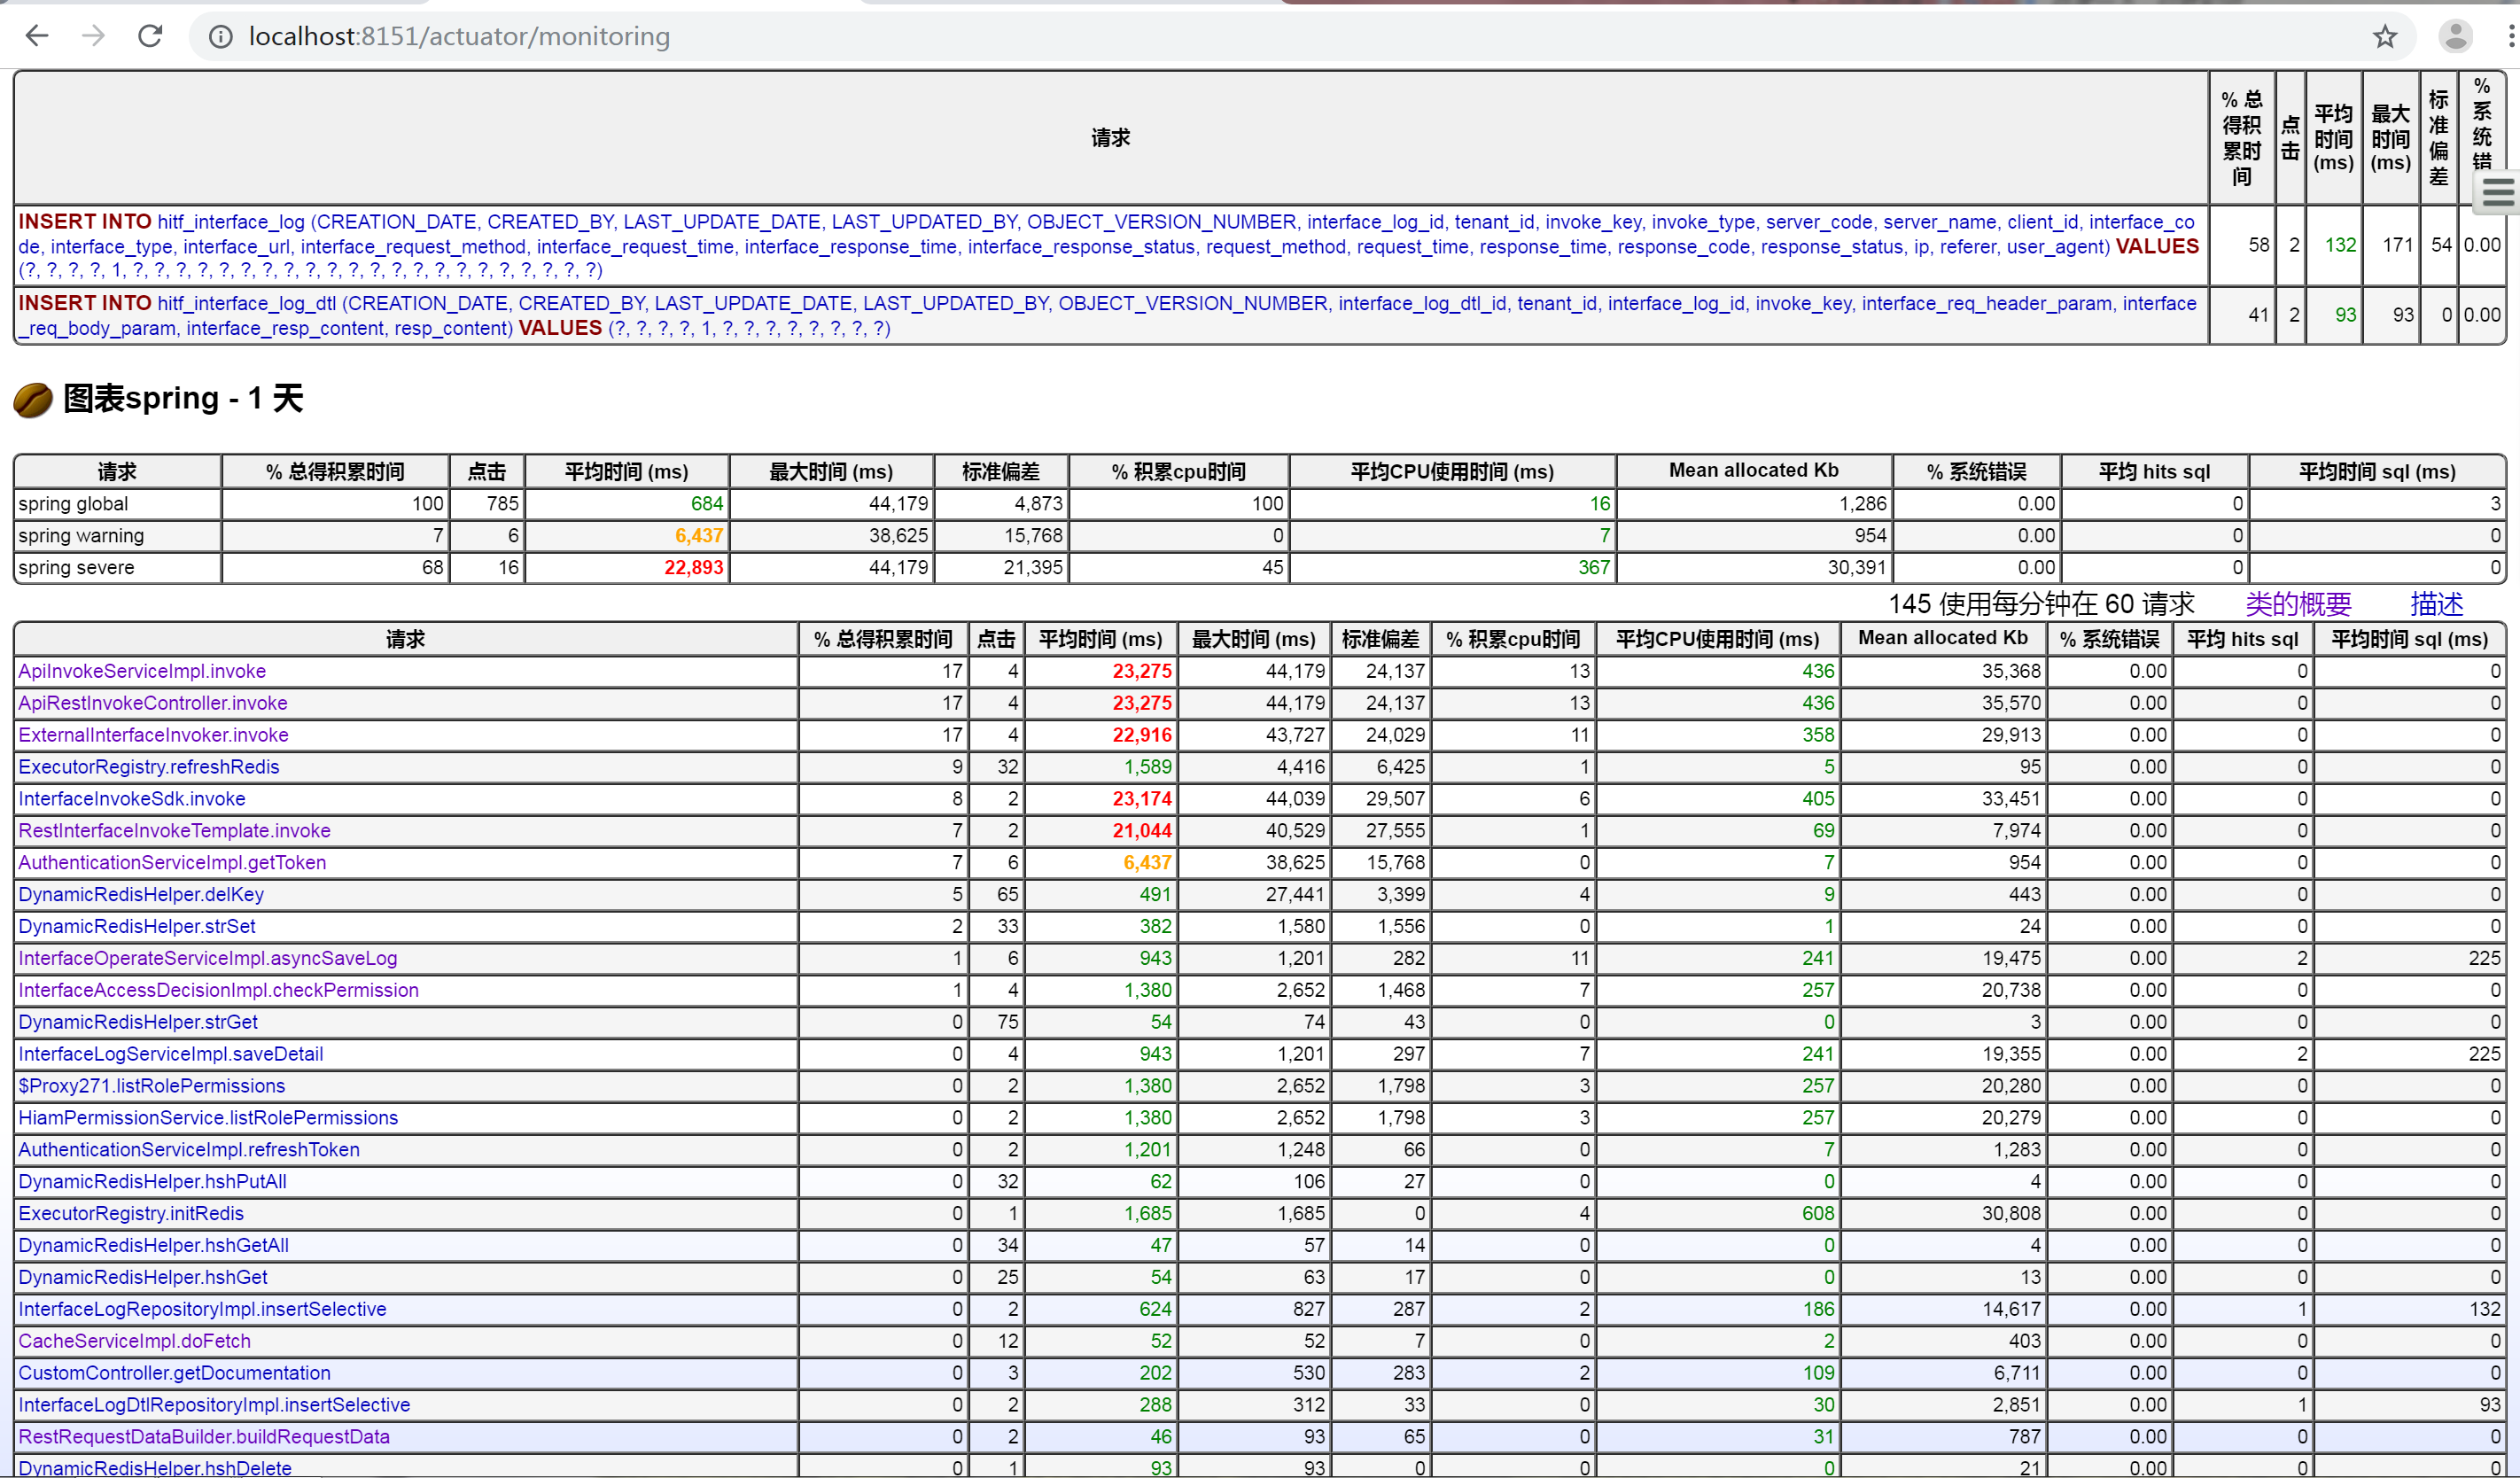 localhost:8151/actuator/monitoring
请求 % 总得积累时间 点击 平均时间 (ms) 最大时间 (ms) 标准偏差 % 系统错
INSERT INTO hitf_interface_log (CREATION_DATE, CREATED_BY, LAST_UPDATE_DATE, LAST_UPDATED_BY, OBJECT_VERSION_NUMBER, interface_log_id, tenant_id, invoke_key, invoke_type, server_code, server_name, client_id, interface_co
de, interface_type, interface_url, interface_request_method, interface_request_time, interface_response_time, interface_response_status, request_method, request_time, response_time, response_code, response_status, ip, referer, user_agent) VALUES
(?, ?, ?, ?, 1, ?, ?, ?, ?, ?, ?, ?, ?, ?, ?, ?, ?, ?, ?, ?, ?, ?, ?, ?, ?, ?, ?) 58 2 132 171 54 0.00
INSERT INTO hitf_interface_log_dtl (CREATION_DATE, CREATED_BY, LAST_UPDATE_DATE, LAST_UPDATED_BY, OBJECT_VERSION_NUMBER, interface_log_dtl_id, tenant_id, interface_log_id, invoke_key, interface_req_header_param, interface
_req_body_param, interface_resp_content, resp_content) VALUES (?, ?, ?, ?, 1, ?, ?, ?, ?, ?, ?, ?, ?) 41 2 93 93 0 0.00
图表spring - 1 天
请求 % 总得积累时间 点击 平均时间 (ms) 最大时间 (ms) 标准偏差 % 积累cpu时间 平均CPU使用时间 (ms) Mean allocated Kb % 系统错误 平均 hits sql 平均时间 sql (ms)
spring global 100 785 684 44,179 4,873 100 16 1,286 0.00 0 3
spring warning 7 6 6,437 38,625 15,768 0 7 954 0.00 0 0
spring severe 68 16 22,893 44,179 21,395 45 367 30,391 0.00 0 0
145 使用每分钟在 60 请求 类的概要 描述
请求 % 总得积累时间 点击 平均时间 (ms) 最大时间 (ms) 标准偏差 % 积累cpu时间 平均CPU使用时间 (ms) Mean allocated Kb % 系统错误 平均 hits sql 平均时间 sql (ms)
ApiInvokeServiceImpl.invoke 17 4 23,275 44,179 24,137 13 436 35,368 0.00 0 0
ApiRestInvokeController.invoke 17 4 23,275 44,179 24,137 13 436 35,570 0.00 0 0
ExternalInterfaceInvoker.invoke 17 4 22,916 43,727 24,029 11 358 29,913 0.00 0 0
ExecutorRegistry.refreshRedis 9 32 1,589 4,416 6,425 1 5 95 0.00 0 0
InterfaceInvokeSdk.invoke 8 2 23,174 44,039 29,507 6 405 33,451 0.00 0 0
RestInterfaceInvokeTemplate.invoke 7 2 21,044 40,529 27,555 1 69 7,974 0.00 0 0
AuthenticationServiceImpl.getToken 7 6 6,437 38,625 15,768 0 7 954 0.00 0 0
DynamicRedisHelper.delKey 5 65 491 27,441 3,399 4 9 443 0.00 0 0
DynamicRedisHelper.strSet 2 33 382 1,580 1,556 0 1 24 0.00 0 0
InterfaceOperateServiceImpl.asyncSaveLog 1 6 943 1,201 282 11 241 19,475 0.00 2 225
InterfaceAccessDecisionImpl.checkPermission 1 4 1,380 2,652 1,468 7 257 20,738 0.00 0 0
DynamicRedisHelper.strGet 0 75 54 74 43 0 0 3 0.00 0 0
InterfaceLogServiceImpl.saveDetail 0 4 943 1,201 297 7 241 19,355 0.00 2 225
$Proxy271.listRolePermissions 0 2 1,380 2,652 1,798 3 257 20,280 0.00 0 0
HiamPermissionService.listRolePermissions 0 2 1,380 2,652 1,798 3 257 20,279 0.00 0 0
AuthenticationServiceImpl.refreshToken 0 2 1,201 1,248 66 0 7 1,283 0.00 0 0
DynamicRedisHelper.hshPutAll 0 32 62 106 27 0 0 4 0.00 0 0
ExecutorRegistry.initRedis 0 1 1,685 1,685 0 4 608 30,808 0.00 0 0
DynamicRedisHelper.hshGetAll 0 34 47 57 14 0 0 4 0.00 0 0
DynamicRedisHelper.hshGet 0 25 54 63 17 0 0 13 0.00 0 0
InterfaceLogRepositoryImpl.insertSelective 0 2 624 827 287 2 186 14,617 0.00 1 132
CacheServiceImpl.doFetch 0 12 52 52 7 0 2 403 0.00 0 0
CustomController.getDocumentation 0 3 202 530 283 2 109 6,711 0.00 0 0
InterfaceLogDtlRepositoryImpl.insertSelective 0 2 288 312 33 0 30 2,851 0.00 1 93
RestRequestDataBuilder.buildRequestData 0 2 46 93 65 0 31 787 0.00 0 0
DynamicRedisHelper.hshDelete 0 1 93 93 0 0 0 21 0.00 0 0